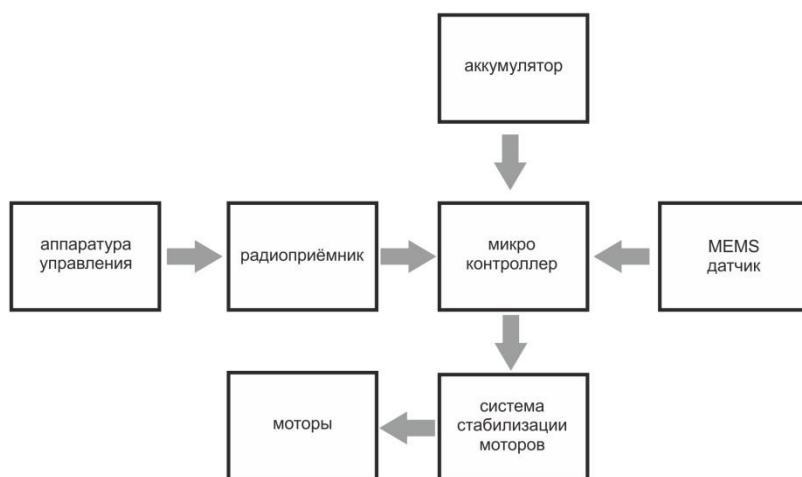 аккумулятор
аппаратура
управления
радиоприёмник
микро
контроллер
MEMS
датчик
моторы
система
стабилизации
моторов